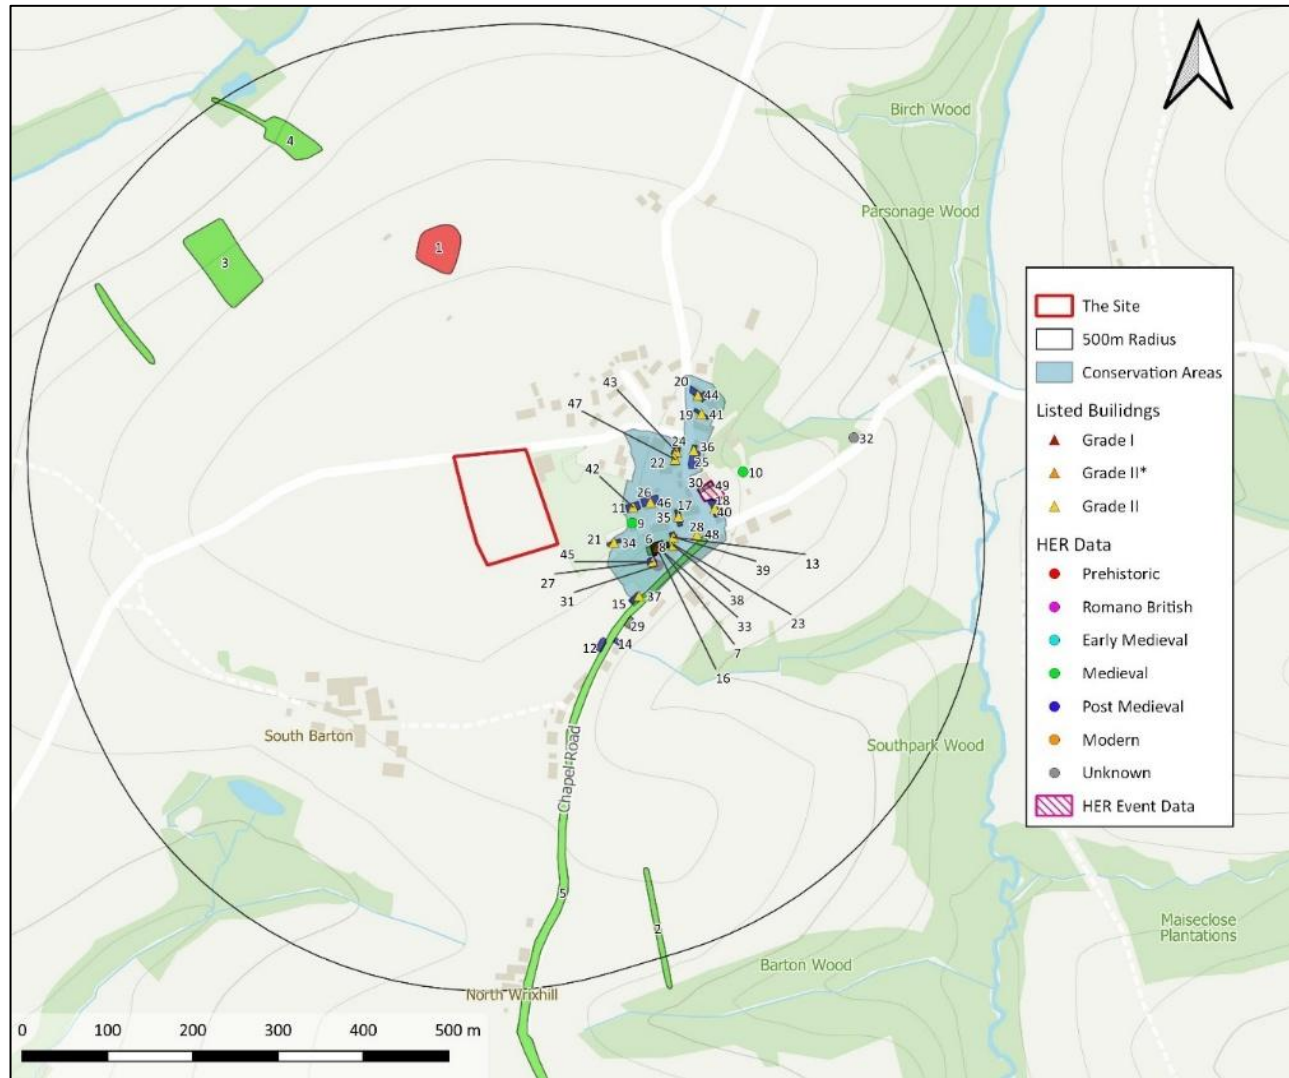 Birch Wood
4
Parsonage Wood
3
1
The Site
500m Radius
Conservation Areas
Listed Builidngs
Grade I
Grade II*
Grade II
HER Data
Prehistoric
Romano British
Early Medieval
Medieval
Post Medieval
Modern
Unknown
HER Event Data
43
20
44
47
19
41
24
36
32
22
25
42
10
30
49
26
46
18
11
17
40
9
35
28
21
34
6
48
8
45
13
39
27
38
31
15
37
33
23
29
7
12
14
16
South Barton
Southpark Wood
Chapel Road
5
2
Maiseclose
Plantations
Barton Wood
North Wrixhill
0 100 200 300 400 500 m